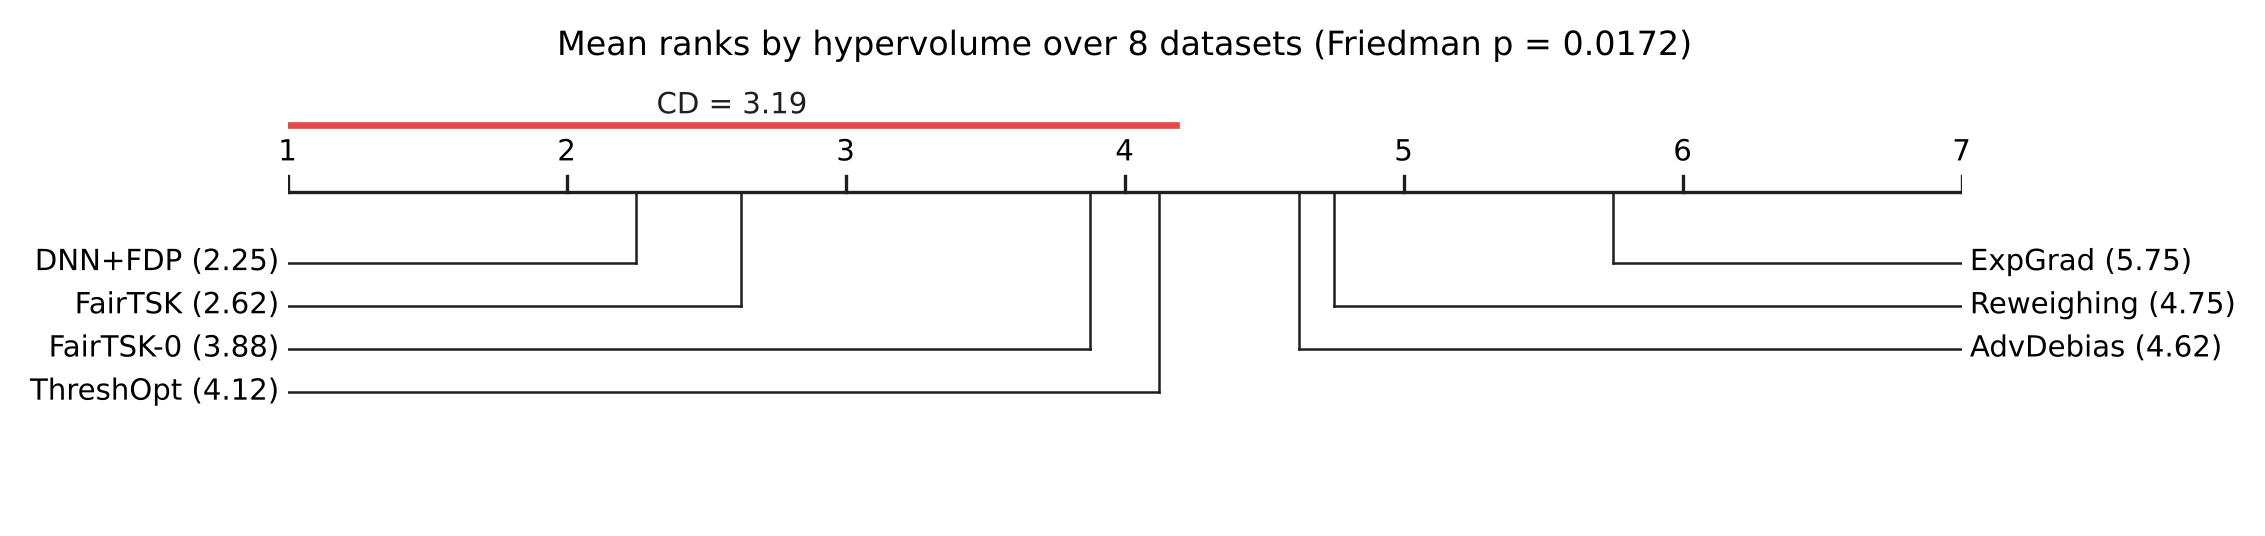 Mean ranks by hypervolume over 8 datasets (Friedman p = 0.0172)
CD = 3.19
1 2 3 4 5 6 7
DNN+FDP (2.25)
FairTSK (2.62)
FairTSK-0 (3.88)
ThreshOpt (4.12)
ExpGrad (5.75)
Reweighing (4.75)
AdvDebias (4.62)